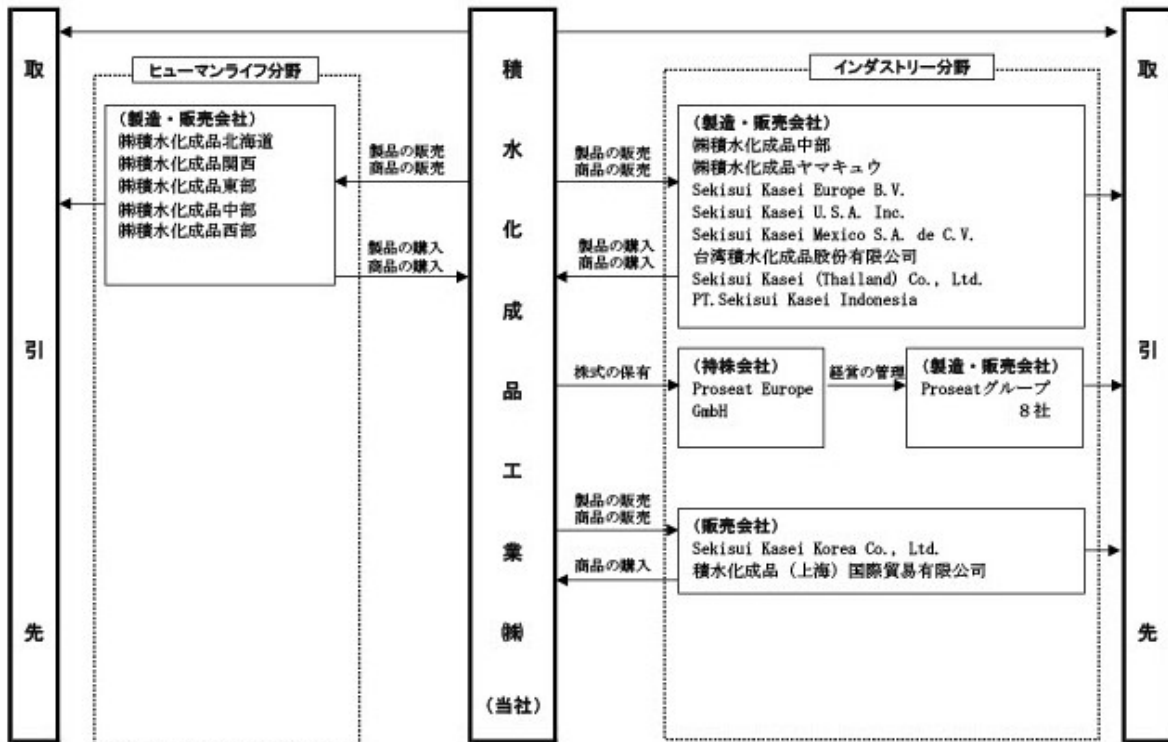 取引先
ヒューマンライフ分野
（製造・販売会社）
㈱積水化成品北海道
㈱積水化成品関西
㈱積水化成品東部
㈱積水化成品中部
㈱積水化成品西部
製品の販売
商品の販売
製品の購入
商品の購入
積水化成品工業㈱（当社）
製品の販売
商品の販売
製品の購入
商品の購入
株式の保有
製品の販売
商品の販売
商品の購入
インダストリー分野
（製造・販売会社）
㈱積水化成品中部
㈱積水化成品ヤマキュウ
Sekisui Kasei Europe B.V.
Sekisui Kasei U.S.A. Inc.
Sekisui Kasei Mexico S.A. de C.V.
台湾積水化成品股份有限公司
Sekisui Kasei (Thailand) Co., Ltd.
PT.Sekisui Kasei Indonesia
（持株会社）
Proseat Europe
GmbH
経営の管理
（製造・販売会社）
Proseatグループ
８社
（販売会社）
Sekisui Kasei Korea Co., Ltd.
積水化成品（上海）国際貿易有限公司
取引先